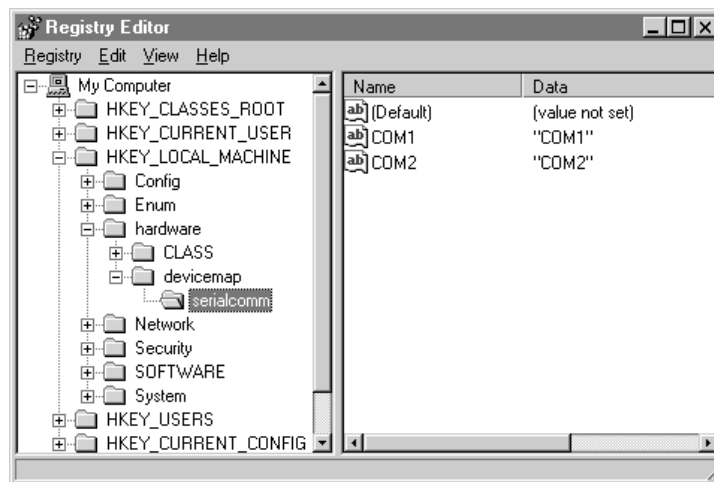 Registry Editor
Registry Edit View Help
My Computer
HKEY_CLASSES_ROOT
HKEY_CURRENT_USER
HKEY_LOCAL_MACHINE
Config
Enum
hardware
CLASS
devicemap
serialcomm
Network
Security
SOFTWARE
System
HKEY_USERS
HKEY_CURRENT_CONFIG
Name Data
(Default) (value not set)
COM1 "COM1"
COM2 "COM2"